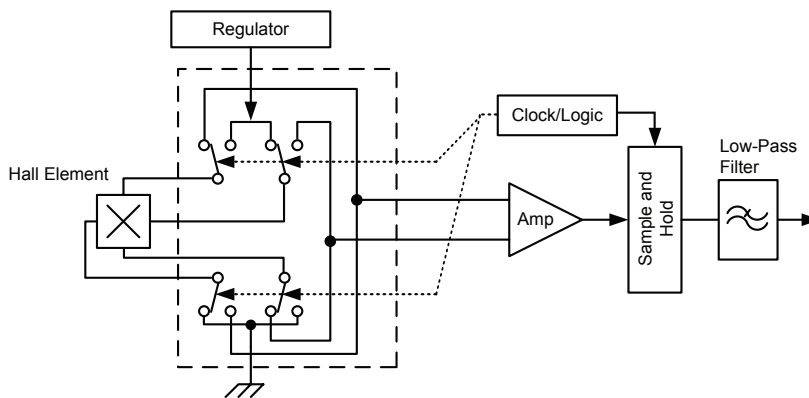 Regulator
Clock/Logic
Low-Pass
Filter
Hall Element
Amp
Sample and
Hold